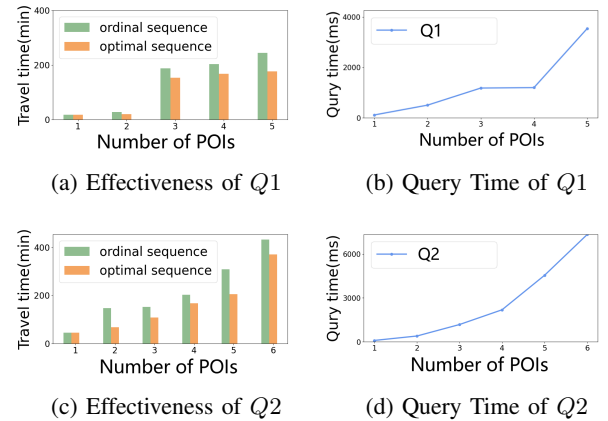 400
200
0
Travel time(min)
ordinal sequence
optimal sequence
1 2 3 4 5
Number of POIs
(a) Effectiveness of Q1
4000
2000
0
Qury time(ms)
Q1
1 2 3 4 5
Number of POIs
(b) Query Time of Q1
400
200
0
Travel time(min)
ordinal sequence
optimal sequence
1 2 3 4 5 6
Number of POIs
(c) Effectiveness of Q2
6000
3000
0
Qury time(ms)
Q2
1 2 3 4 5 6
Number of POIs
(d) Query Time of Q2